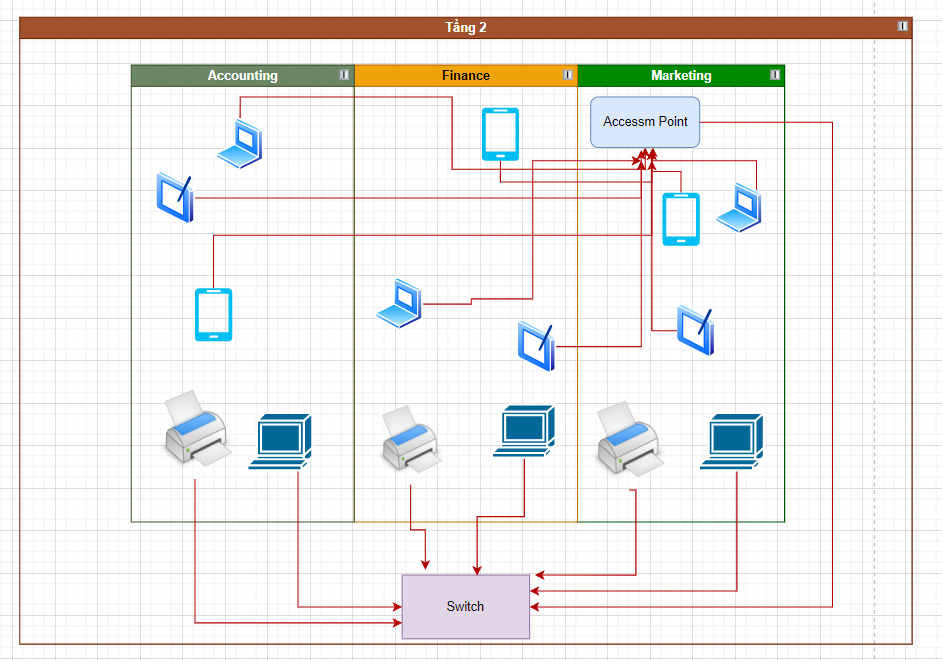 Tầng 2
Accounting
Finance
Marketing
Accessm Point
Switch